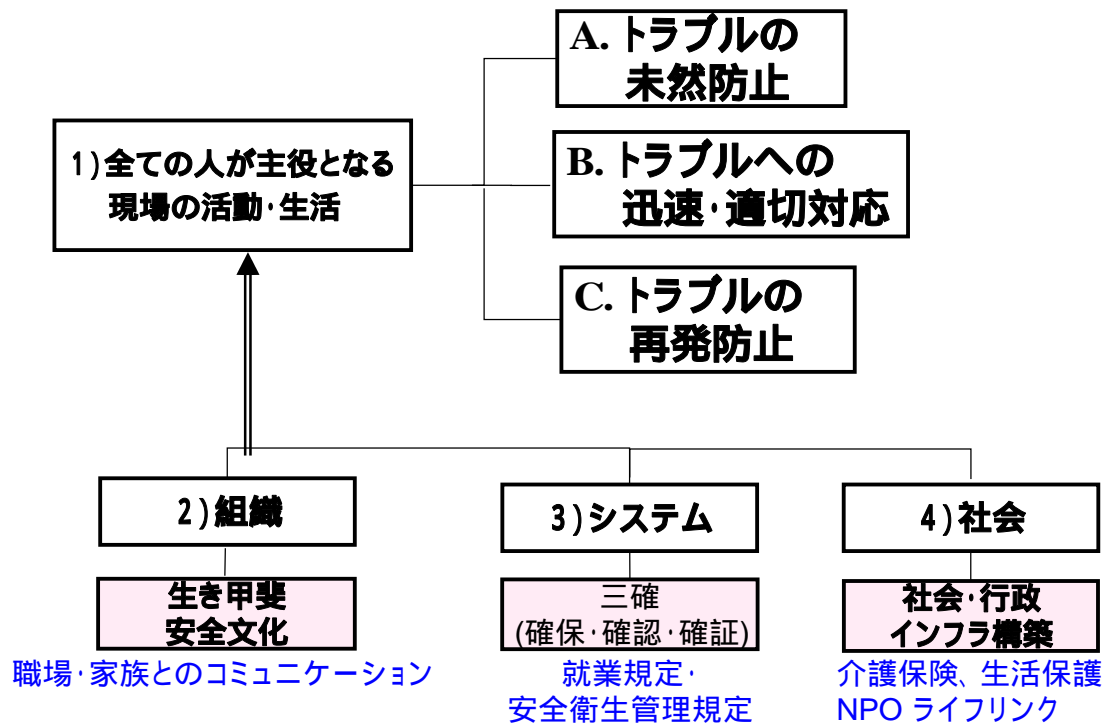 A. トラブルの
未然防止
1)全ての人が主役となる
現場の活動·生活
B. トラブルへの
迅速·適切対応
C. トラブルの
再発防止
2)組織
3)システム
4)社会
生き甲斐
安全文化
三確
(確保·確認·確証)
社会·行政
インフラ構築
職場·家族とのコミュニケーション
就業規定·
安全衛生管理規定
介護保険、生活保護
NPO ライフリンク